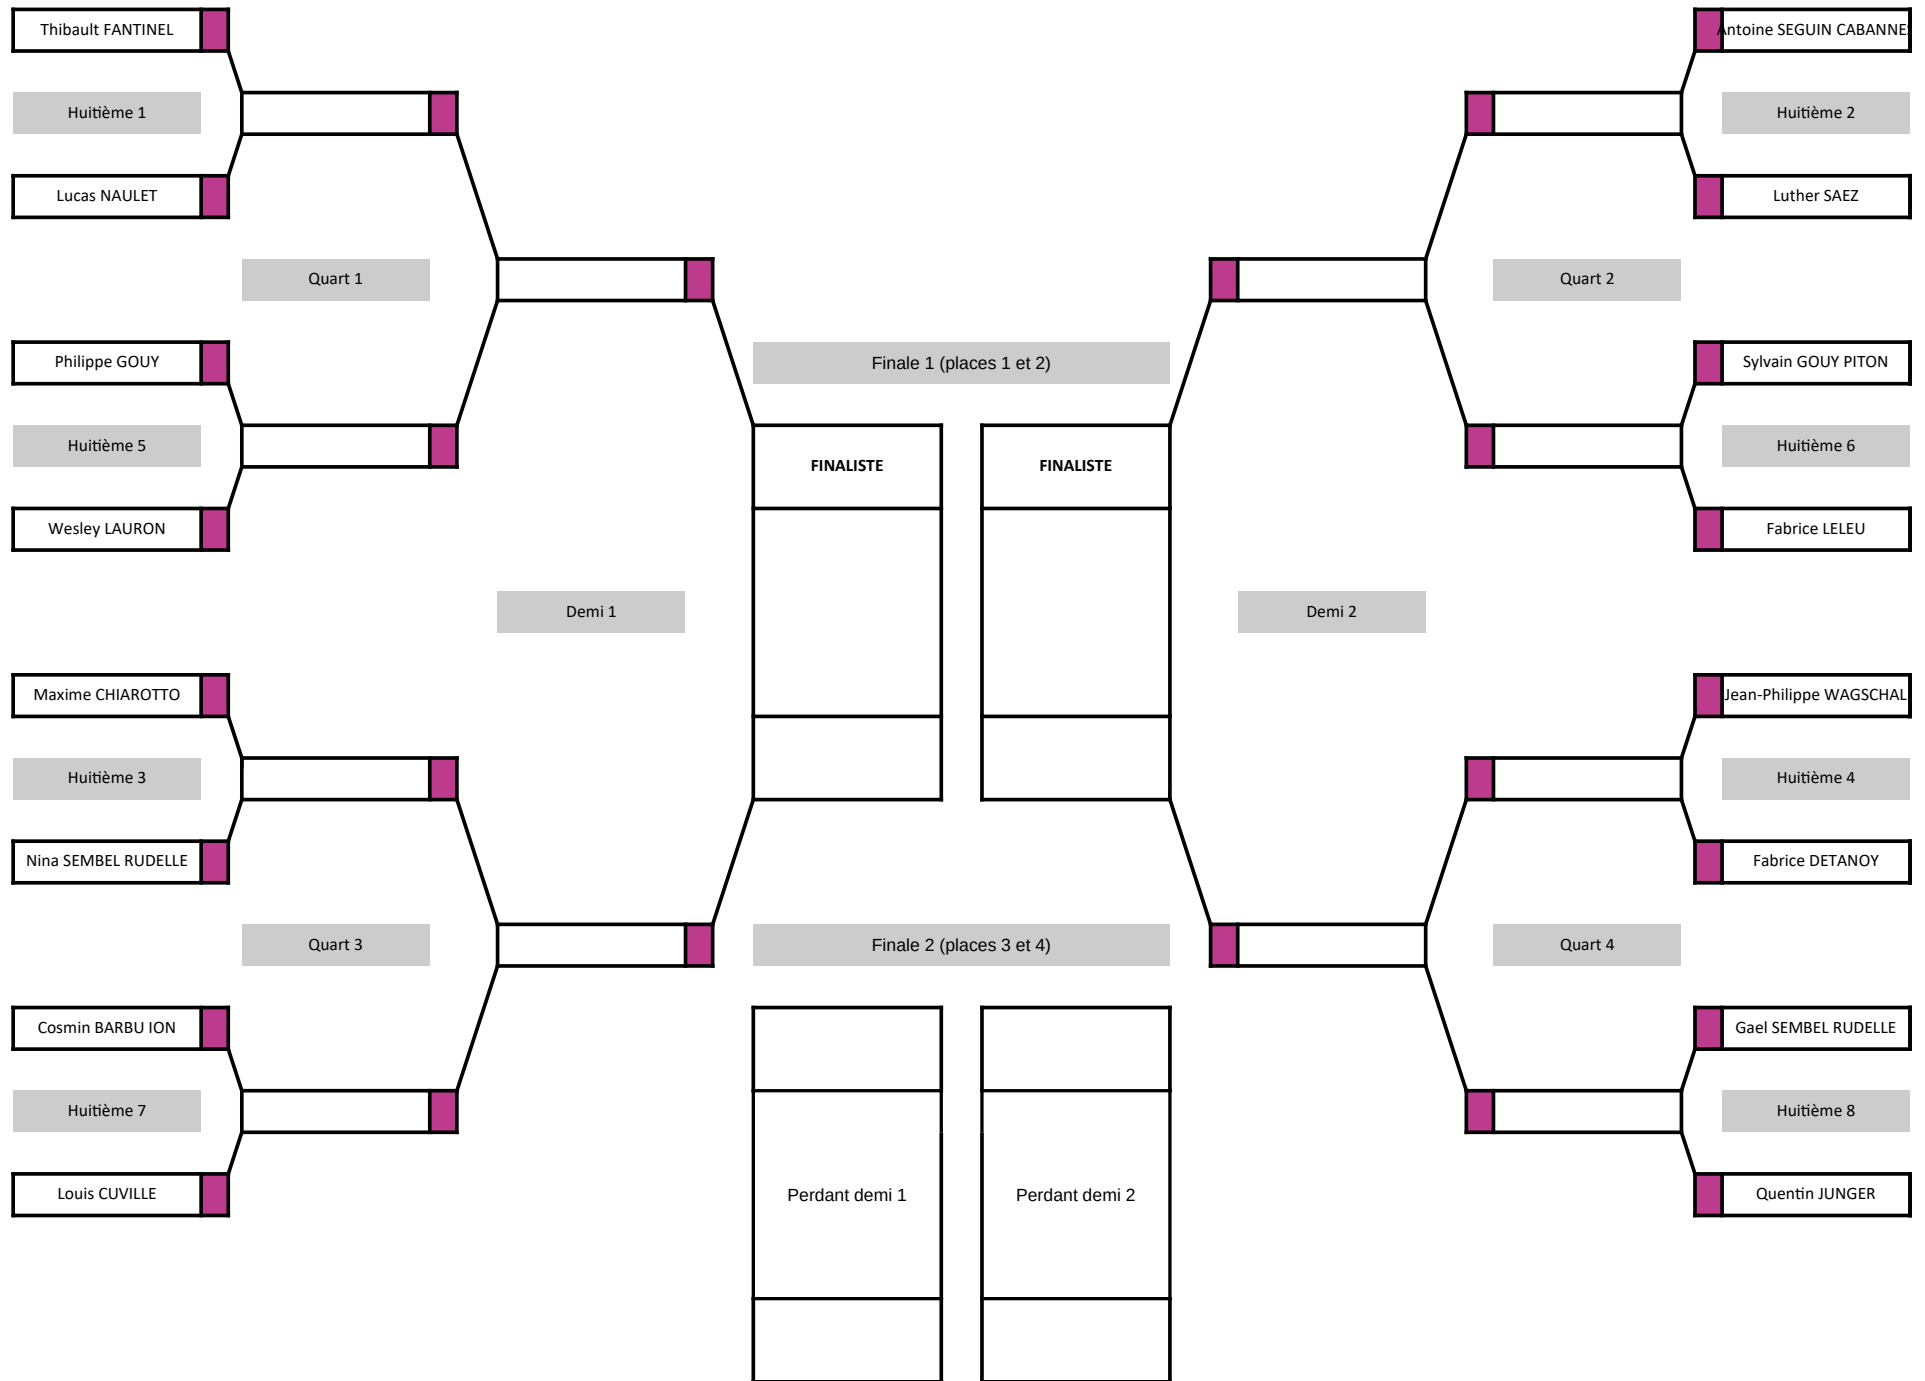 Thibault FANTINEL
Antoine SEGUIN CABANNES
Huitième 1
Huitième 2
Lucas NAULET
Luther SAEZ
Quart 1
Quart 2
Philippe GOUY
Finale 1 (places 1 et 2)
Sylvain GOUY PITON
Huitième 5
FINALISTE
FINALISTE
Huitième 6
Wesley LAURON
Fabrice LELEU
Demi 1
Demi 2
Maxime CHIAROTTO
Jean-Philippe WAGSCHAL
Huitième 3
Huitième 4
Nina SEMBEL RUDELLE
Fabrice DETANOY
Quart 3
Finale 2 (places 3 et 4)
Quart 4
Cosmin BARBU ION
Gael SEMBEL RUDELLE
Huitième 7
Huitième 8
Louis CUVILLE
Perdant demi 1
Perdant demi 2
Quentin JUNGER